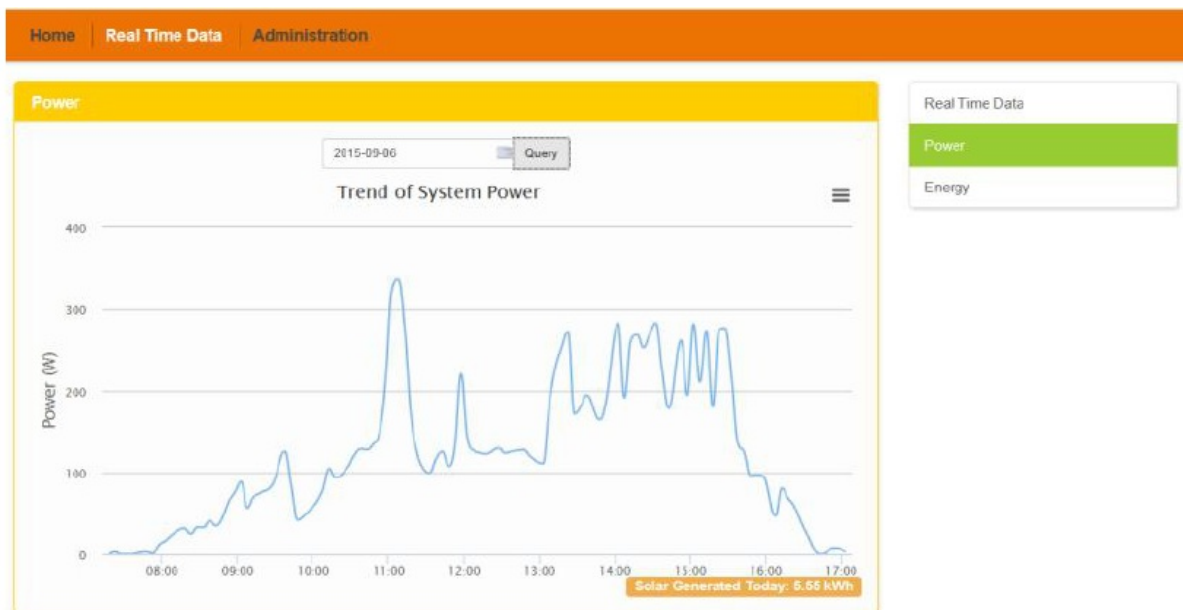 Home Real Time Data Administration
Power
2015-09-06 Query
Trend of System Power
Real Time Data
Power
Energy
Power (W)
400
300
200
100
0
08:00 09:00 10:00 11:00 12:00 13:00 14:00 15:00 16:00 17:00
Solar Generated Today: 5.55 kWh